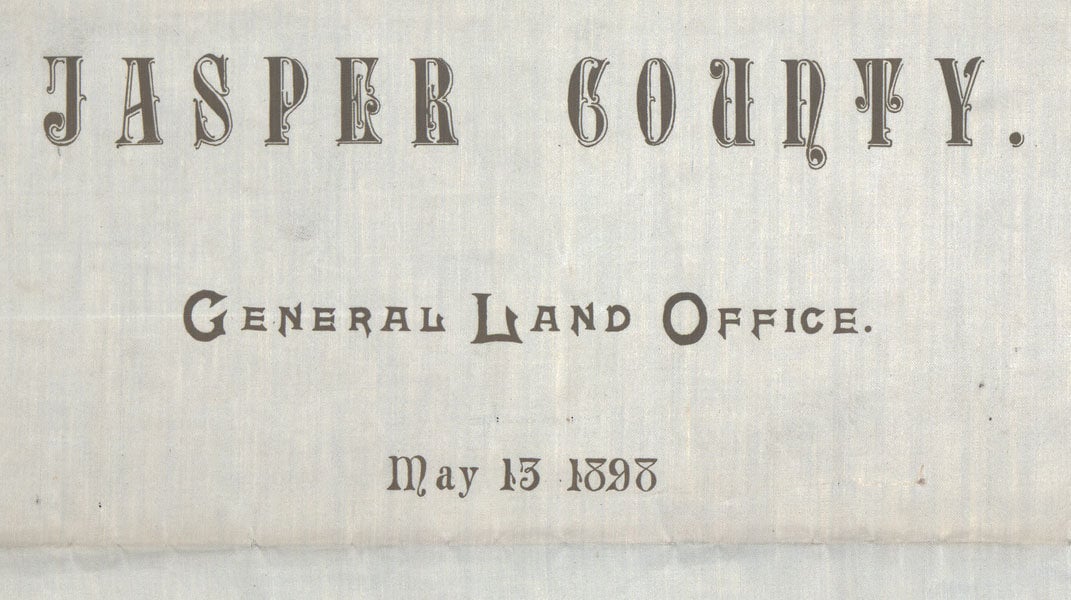 JASPER COUNTY.
GENERAL LAND OFFICE.
May 13 1898